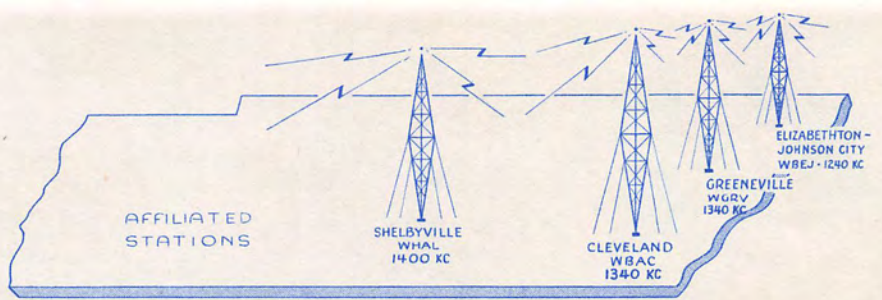 AFFILIATED
STATIONS
SHELBYVILLE
WHAL
1400 KC
CLEVELAND
WBAC
1340 KC
GREENEVILLE
WGRV
1340 KC
ELIZABETHTON-
JOHNSON CITY
WBEJ - 1240 KC